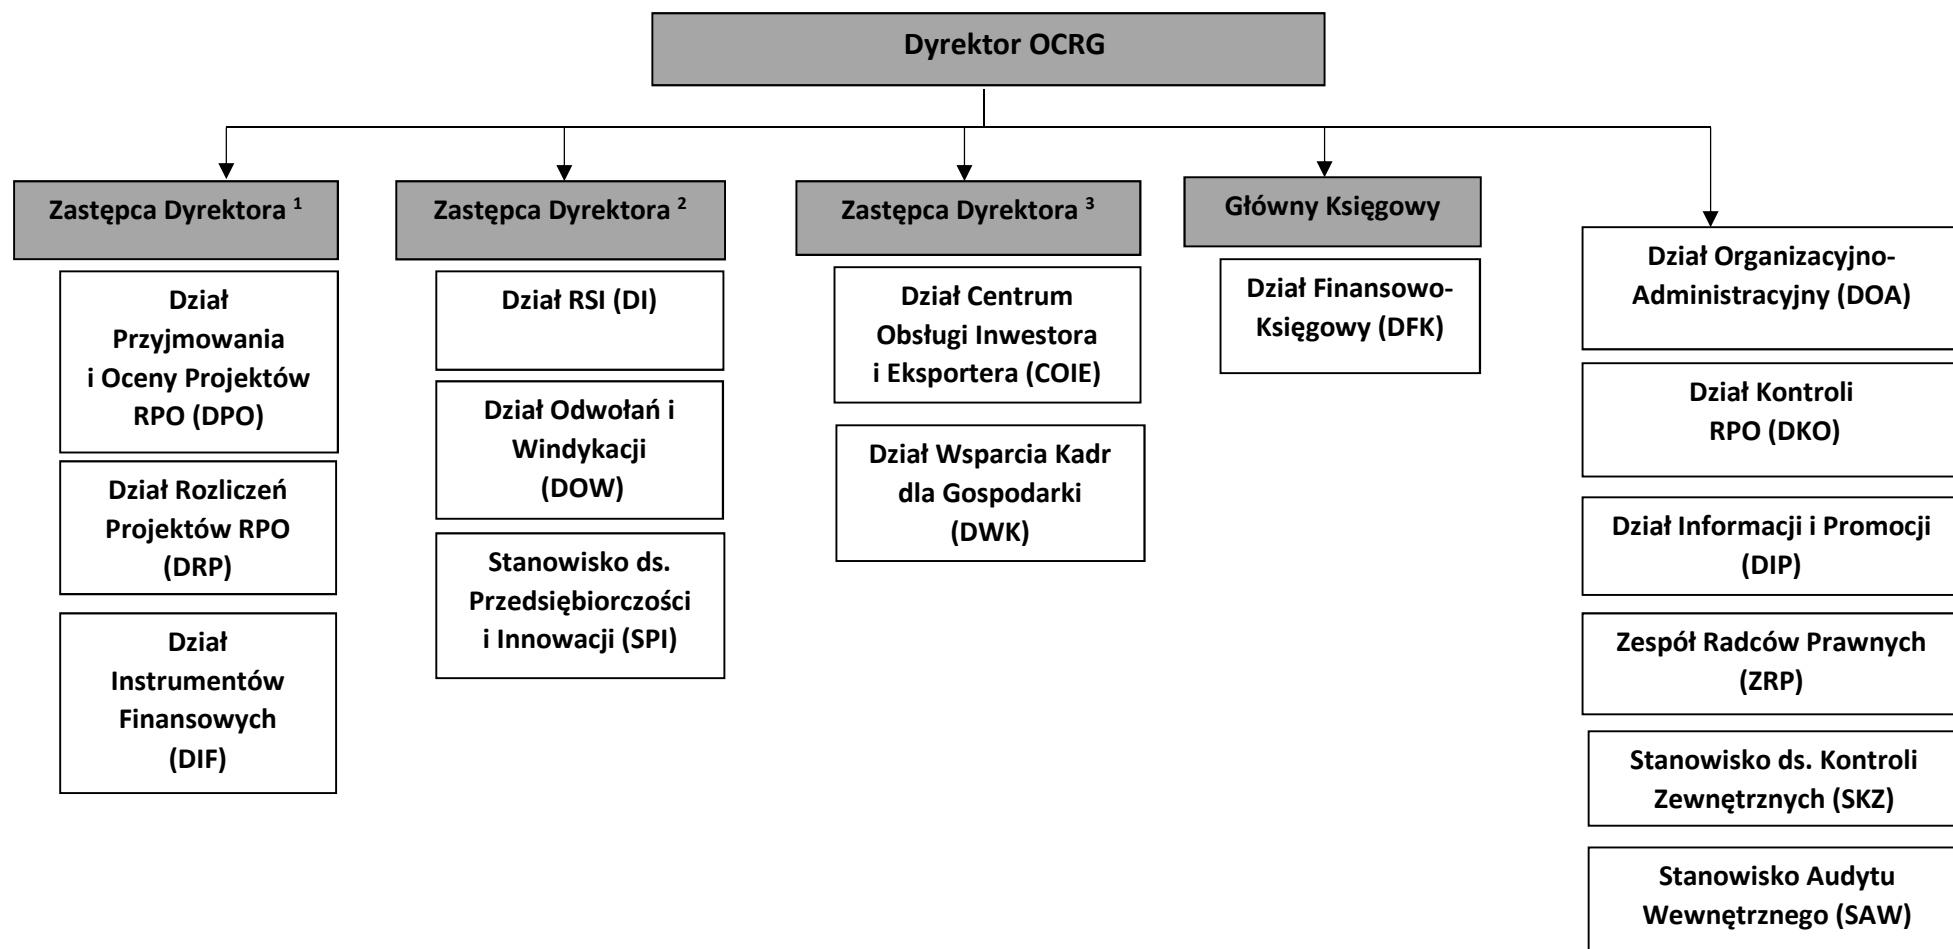 Dyrektor OCRG
Zastępca Dyrektora ¹
Dział
Przyjmowania
i Oceny Projektów
RPO (DPO)
Dział Rozliczeń
Projektów RPO
(DRP)
Dział
Instrumentów
Finansowych
(DIF)
Zastępca Dyrektora ²
Dział RSI (DI)
Dział Odwołań i
Windykacji
(DOW)
Stanowisko ds.
Przedsiębiorczości
i Innowacji (SPI)
Zastępca Dyrektora ³
Dział Centrum
Obsługi Inwestora
i Eksportera (COIE)
Dział Wsparcia Kadr
dla Gospodarki
(DWK)
Główny Księgowy
Dział Finansowo-
Księgowy (DFK)
Dział Organizacyjno-
Administracyjny (DOA)
Dział Kontroli
RPO (DKO)
Dział Informacji i Promocji
(DIP)
Zespół Radców Prawnych
(ZRP)
Stanowisko ds. Kontroli
Zewnętrznych (SKZ)
Stanowisko Audytu
Wewnętrznego (SAW)